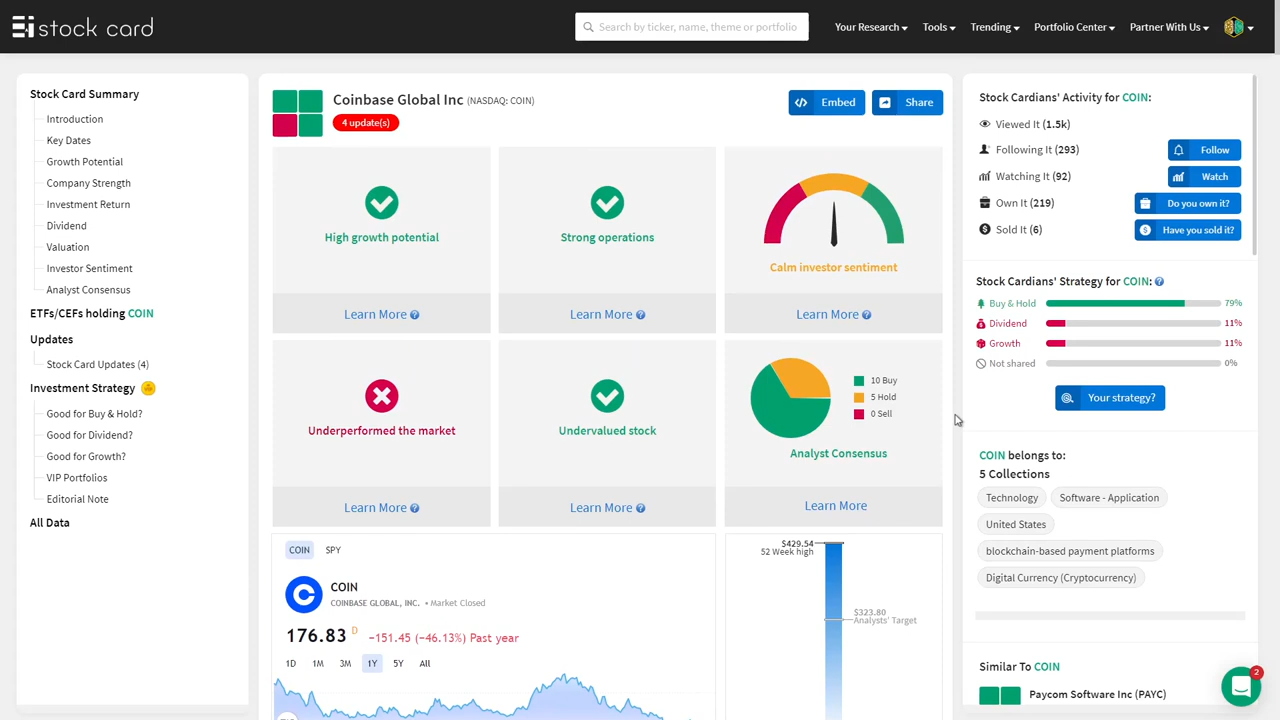 stock card
Search by ticker, name, theme or portfolio
Your Research
Tools
Trending
Portfolio Center
Partner With Us
Stock Card Summary
Introduction
Key Dates
Growth Potential
Company Strength
Investment Return
Dividend
Valuation
Investor Sentiment
Analyst Consensus
ETFs/CEFs holding COIN
Updates
Stock Card Updates (4)
Investment Strategy
Good for Buy & Hold?
Good for Dividend?
Good for Growth?
VIP Portfolios
Editorial Note
All Data
Coinbase Global Inc (NASDAQ: COIN)
4 update(s)
Embed
Share
High growth potential
Learn More
Strong operations
Learn More
Calm investor sentiment
Learn More
Underperformed the market
Learn More
Undervalued stock
Learn More
10 Buy
5 Hold
0 Sell
Analyst Consensus
Learn More
COIN
SPY
COIN
COINBASE GLOBAL, INC. • Market Closed
176.83 D −151.45 (−46.13%) Past year
1D 1M 3M 1Y 5Y All
$429.54
52 Week high
$323.80
Analysts' Target
Stock Cardians' Activity for COIN:
Viewed It (1.5k)
Following It (293)
Follow
Watching It (92)
Watch
Own It (219)
Do you own it?
Sold It (6)
Have you sold it?
Stock Cardians' Strategy for COIN:
Buy & Hold 79%
Dividend 11%
Growth 11%
Not shared 0%
Your strategy?
COIN belongs to:
5 Collections
Technology
Software - Application
United States
blockchain-based payment platforms
Digital Currency (Cryptocurrency)
Similar To COIN
Paycom Software Inc (PAYC)
2